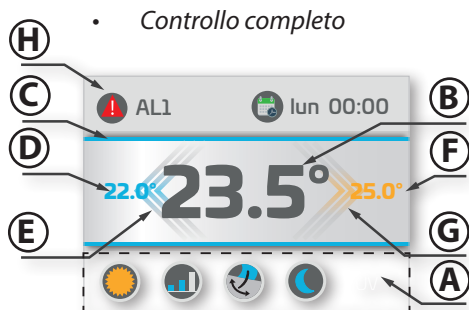 • Controllo completo
H
AL1 lun 00:00
C
B
D
22.0° 23.5° 25.0°
F
E
G
A